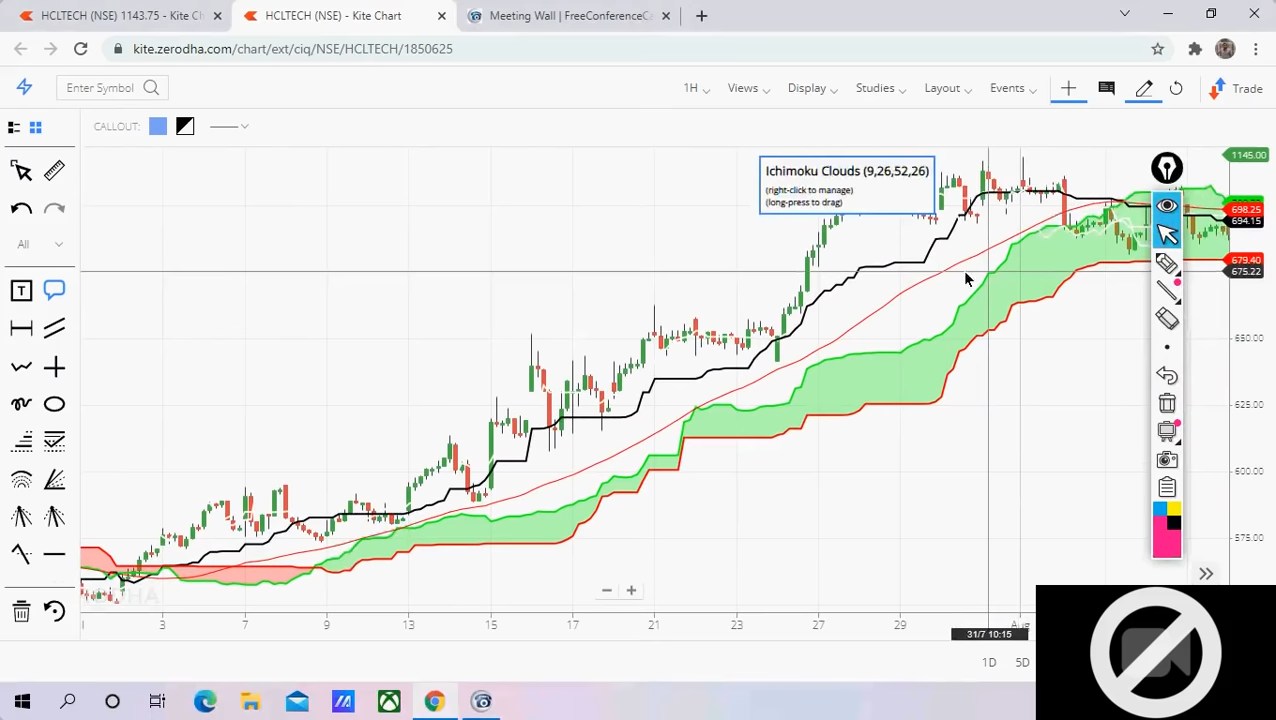 HCLTECH (NSE) 1143.75 - Kite Ch
HCLTECH (NSE) - Kite Chart
Meeting Wall | FreeConferenceCa
kite.zerodha.com/chart/ext/ciq/NSE/HCLTECH/1850625
Enter Symbol
1H
Views
Display
Studies
Layout
Events
Trade
CALLOUT:
All
Ichimoku Clouds (9,26,52,26)
(right-click to manage)
(long-press to drag)
1145.00
698.25
694.15
679.40
675.22
650.00
625.00
600.00
575.00
3
7
9
13
15
17
21
23
27
29
31/7 10:15
Aug
1D
5D